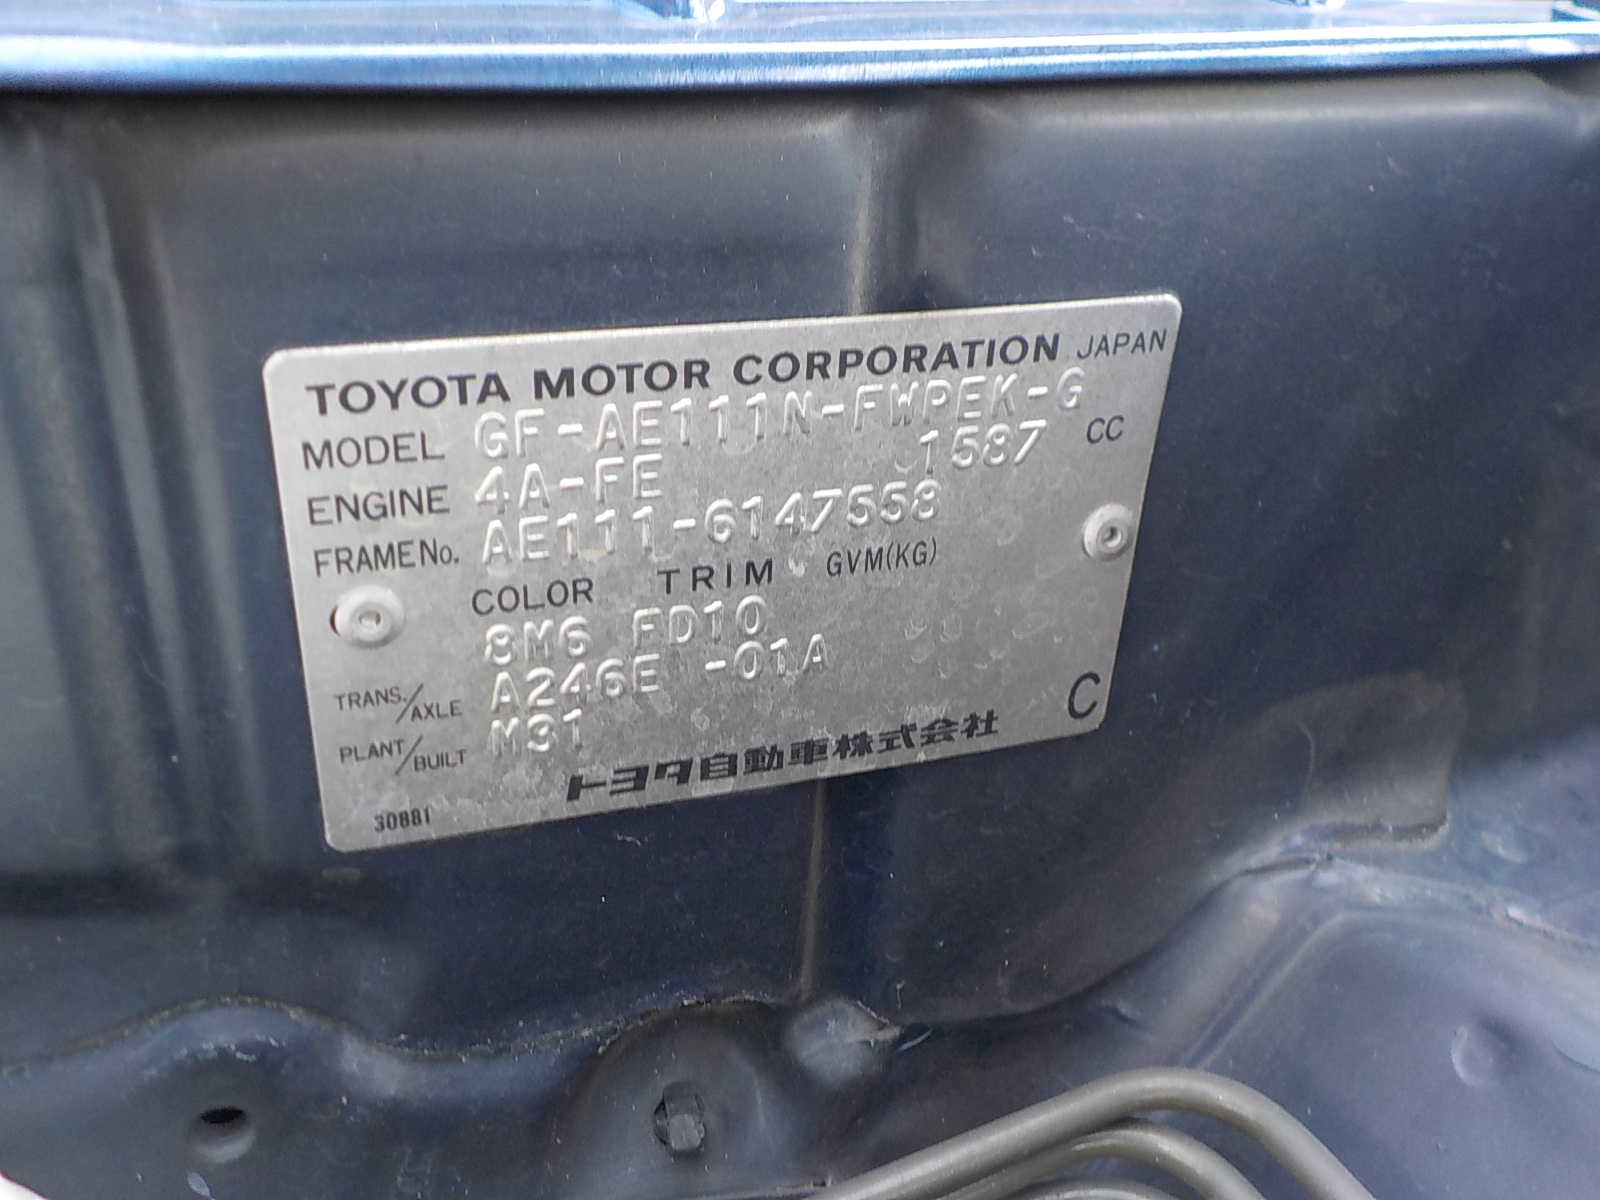 TOYOTA MOTOR CORPORATION JAPAN
MODEL GF-AE111N-FWPEK-G
ENGINE 4A-FE 1587 CC
FRAME No. AE111-6147558
COLOR TRIM GVM(KG)
8M6 FD10
TRANS./AXLE A246E -01A
PLANT/BUILT M31
トヨタ自動車株式会社 C
30881